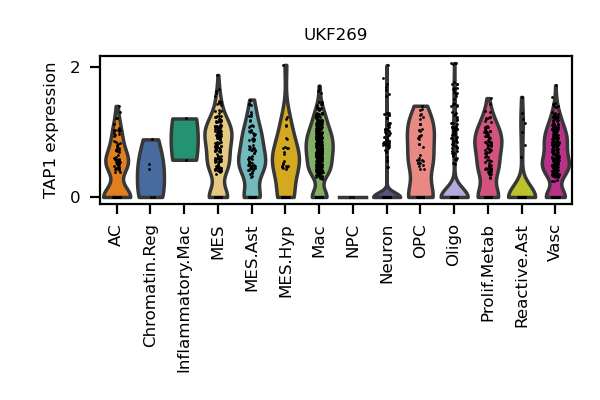 UKF269
TAP1 expression
2
0
AC
Chromatin.Reg
Inflammatory.Mac
MES
MES.Ast
MES.Hyp
Mac
NPC
Neuron
OPC
Oligo
Prolif.Metab
Reactive.Ast
Vasc